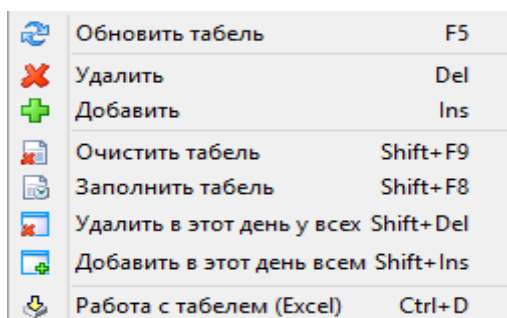 Обновить табель F5
Удалить Del
Добавить Ins
Очистить табель Shift+F9
Заполнить табель Shift+F8
Удалить в этот день у всех Shift+Del
Добавить в этот день всем Shift+Ins
Работа с табелем (Excel) Ctrl+D